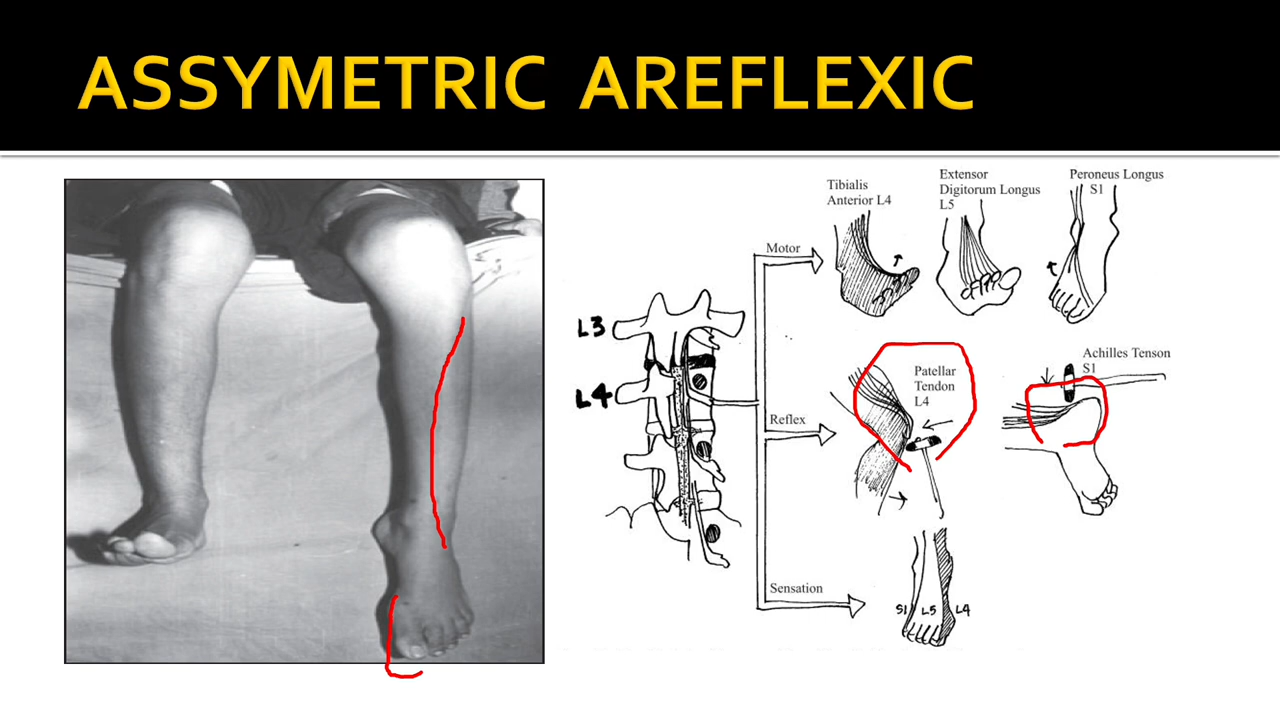 ASSYMETRIC AREFLEXIC
Tibialis
Anterior L4
Extensor
Digitorum Longus
L5
Peroneus Longus
S1
Motor
L3
L4
Patellar
Tendon
L4
Achilles Tenson
S1
Reflex
Sensation
S1 L5 L4